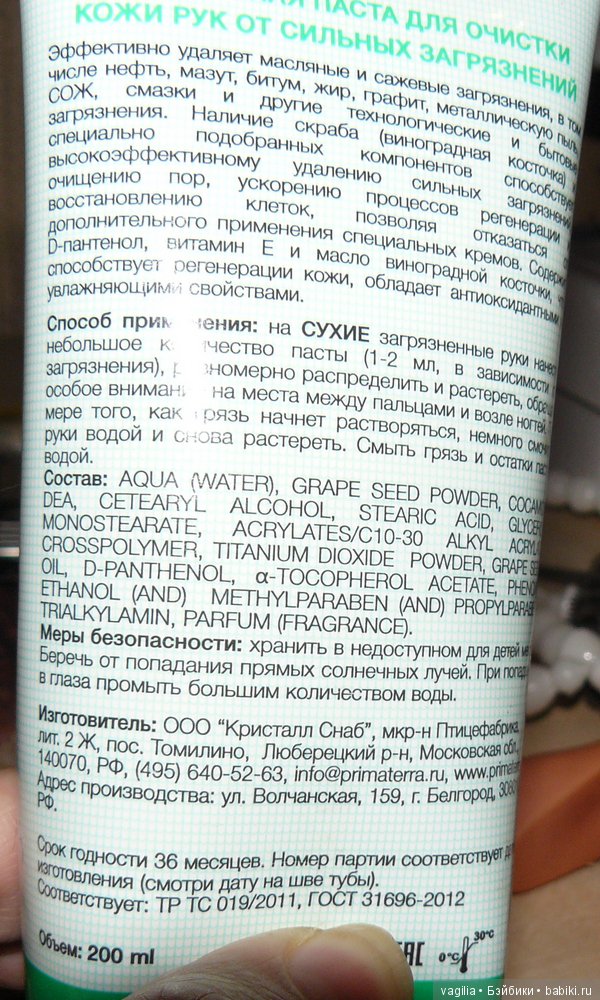 ПАСТА ДЛЯ ОЧИСТКИ
КОЖИ РУК ОТ СИЛЬНЫХ ЗАГРЯЗНЕНИЙ
Эффективно удаляет масляные и сажевые загрязнения, в том
числе нефть, мазут, битум, жир, графит, металлическую пыль,
СОЖ, смазки и другие технологические и бытовые
загрязнения. Наличие скраба (виноградная косточка) и
специально подобранных компонентов способствует
высокоэффективному удалению сильных загрязнений
очищению пор, ускорению процессов регенерации и
восстановлению клеток, позволяя отказаться от
дополнительного применения специальных кремов.
D-пантенол, витамин Е и масло виноградной косточки, что
способствует регенерации кожи, обладает антиоксидантными
увлажняющими свойствами.
Способ применения: на СУХИЕ загрязненные руки нанести
небольшое количество пасты (1-2 мл, в зависимости
загрязнения), равномерно распределить и растереть,
особое внимание на места между пальцами и возле ногтей.
мере того, как грязь начнет растворяться, немного
руки водой и снова растереть. Смыть грязь и остатки
водой.
Состав: AQUA (WATER), GRAPE SEED POWDER,
DEA, CETEARYL ALCOHOL, STEARIC ACID,
MONOSTEARATE, ACRYLATES/C10-30 ALKYL
CROSSPOLYMER, TITANIUM DIOXIDE POWDER, GRAPE
OIL, D-PANTHENOL, α-TOCOPHEROL ACETATE,
ETHANOL (AND) METHYLPARABEN (AND)
TRIALKYLAMIN, PARFUM (FRAGRANCE).
Меры безопасности: хранить в недоступном для детей
Беречь от попадания прямых солнечных лучей. При
в глаза промыть большим количеством воды.
Изготовитель: ООО "Кристалл Снаб", мкр-н Птицефабрика,
лит. 2 Ж, пос. Томилино, Люберецкий р-н, Московская обл.,
140070, РФ, (495) 640-52-63, info@primaterra.ru,
Адрес производства: ул. Волчанская, 159, г. Белгород,
РФ.
Срок годности 36 месяцев. Номер партии соответствует
изготовления (смотри дату на шве тубы).
Соответствует: ТР ТС 019/2011, ГОСТ 31696-2012
Объем: 200 ml
0°C 30°C
vagilia • Бэйбики • babiki.ru